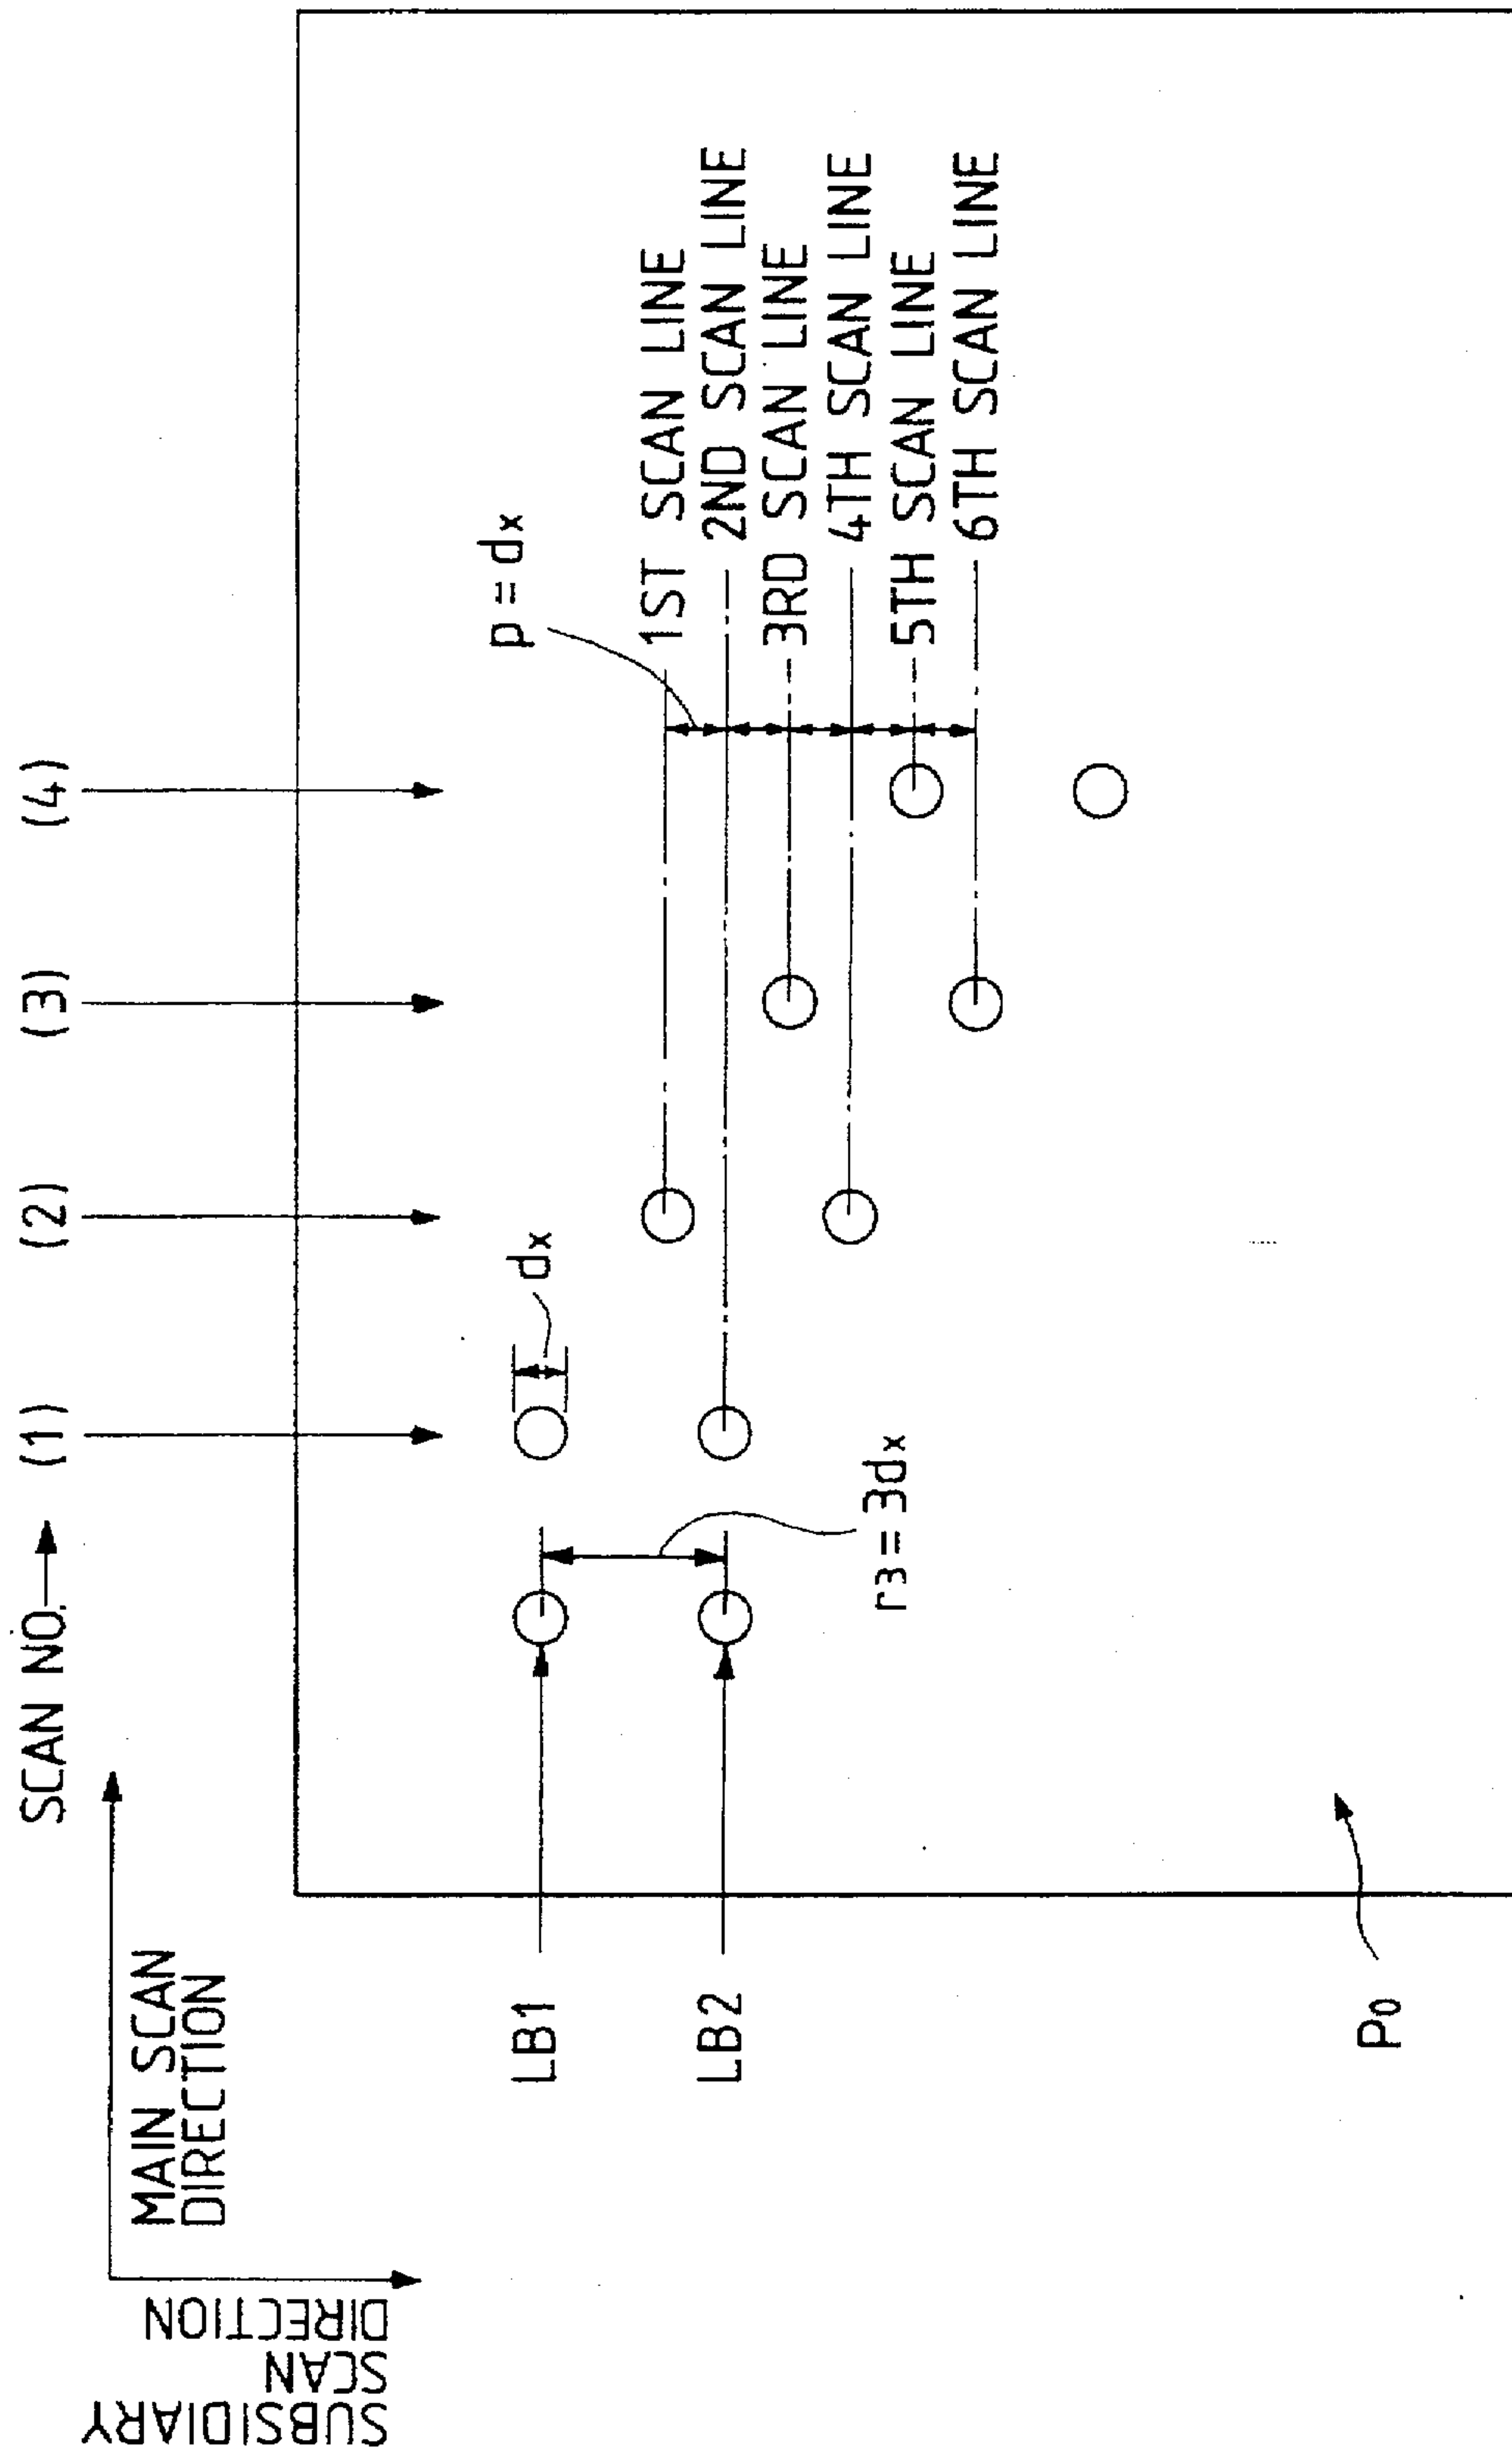 SCAN NO. (1) (2) (3) (4)
MAIN SCAN
DIRECTION
SUBSIDIARY
SCAN
DIRECTION
LB1
LB2
dx
r3=3dx
p=dx
1ST SCAN LINE
2ND SCAN LINE
3RD SCAN LINE
4TH SCAN LINE
5TH SCAN LINE
6TH SCAN LINE
P0